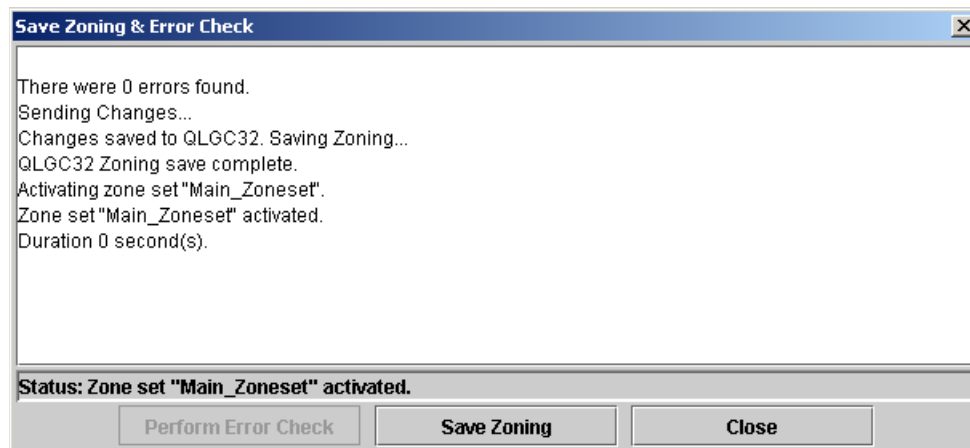 Save Zoning & Error Check
There were 0 errors found.
Sending Changes...
Changes saved to QLGC32. Saving Zoning...
QLGC32 Zoning save complete.
Activating zone set "Main_Zoneset".
Zone set "Main_Zoneset" activated.
Duration 0 second(s).
Status: Zone set "Main_Zoneset" activated.
Perform Error Check Save Zoning Close